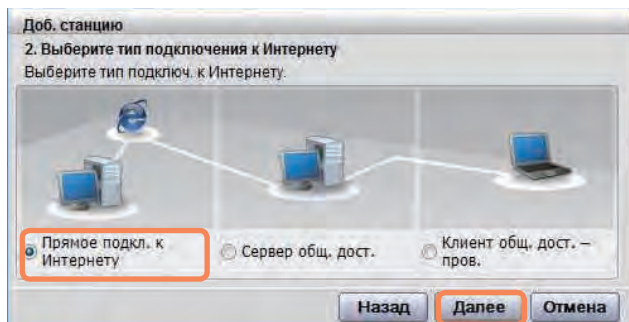 Доб. станцию
2. Выберите тип подключения к Интернету
Выберите тип подключ. к Интернету.
Прямое подкл. к
Интернету
Сервер общ. дост.
Клиент общ. дост. –
пров.
Назад
Далее
Отмена